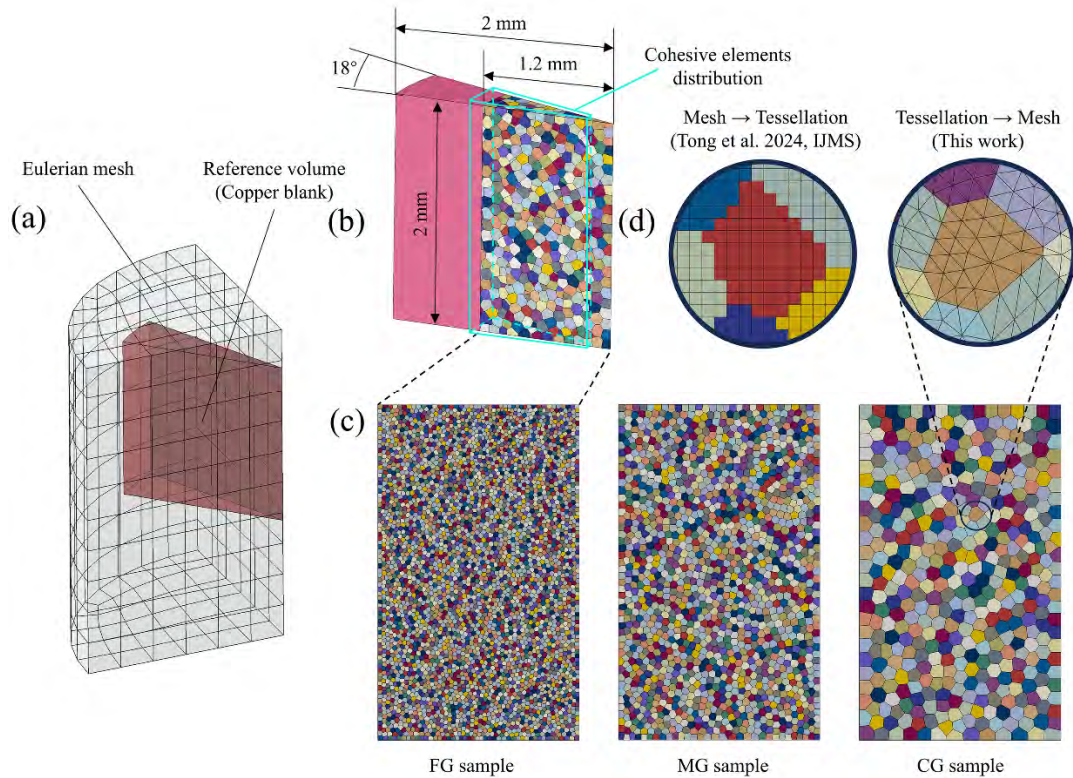 (a)
Eulerian mesh
Reference volume
(Copper blank)
(b)
18°
2 mm
1.2 mm
2 mm
Cohesive elements
distribution
(d)
Mesh → Tessellation
(Tong et al. 2024, IJMS)
Tessellation → Mesh
(This work)
(c)
FG sample
MG sample
CG sample